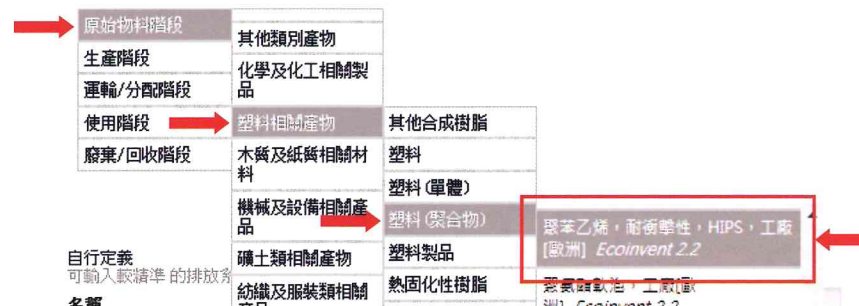 原始物料階段
生產階段
運輸/分配階段
使用階段
廢棄/回收階段
其他類別產物
化學及化工相關製
品
塑料相關產物
木質及紙質相關材
料
機械及設備相關產
品
礦土類相關產物
紡織及服裝類相關
產品
其他合成樹脂
塑料
塑料(單體)
塑料(聚合物)
塑料製品
熱固化性樹脂
聚苯乙烯,耐衝擊性,HIPS,工廠
[歐洲] Ecoinvent 2.2
工廠[歐
洲] Ecoinvent 2.2
自行定義
可輸入較精準的排放
名稱